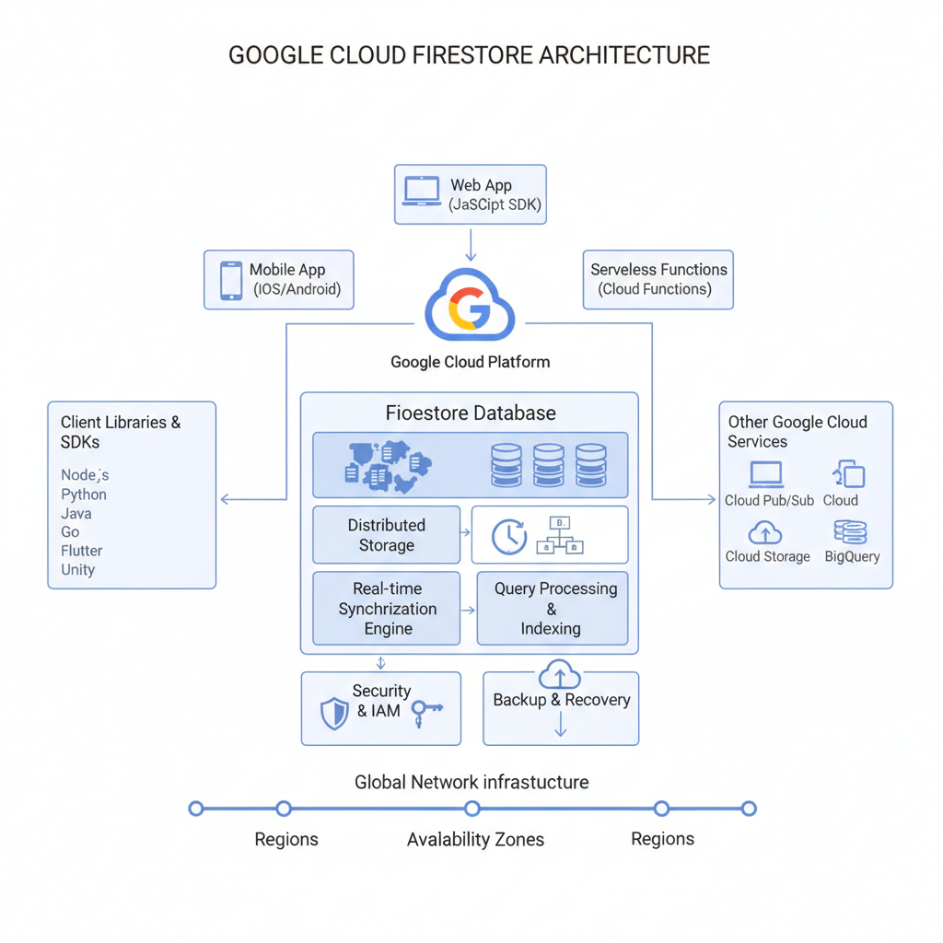 GOOGLE CLOUD FIRESTORE ARCHITECTURE
Web App
(JaSCipt SDK)
Mobile App
(IOS/Android)
Serveless Functions
(Cloud Functions)
Google Cloud Platform
Client Libraries &
SDKs
Node.js
Python
Java
Go
Flutter
Unity
Fioestore Database
Distributed
Storage
B.
a
a
Real-time
Synchrization
Engine
Query Processing
&
Indexing
Other Google Cloud
Services
Cloud Pub/Sub
Cloud
Cloud Storage
BigQuery
Security
& IAM
Backup & Recovery
Global Network infrastucture
Regions
Avalability Zones
Regions